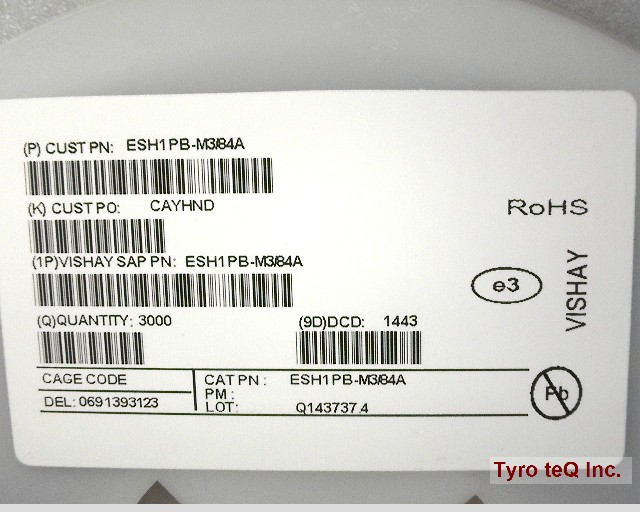 (P) CUST PN: ESH1PB-M3/84A
(K) CUST PO: CAYHND
(1P)VISHAY SAP PN: ESH1PB-M3/84A
(Q)QUANTITY: 3000 (9D)DCD: 1443
RoHS
e3
VISHAY
CAGE CODE
DEL: 0691393123
CAT PN: ESH1PB-M3/84A
PM:
LOT: Q143737.4
Pb
Tyro teQ Inc.